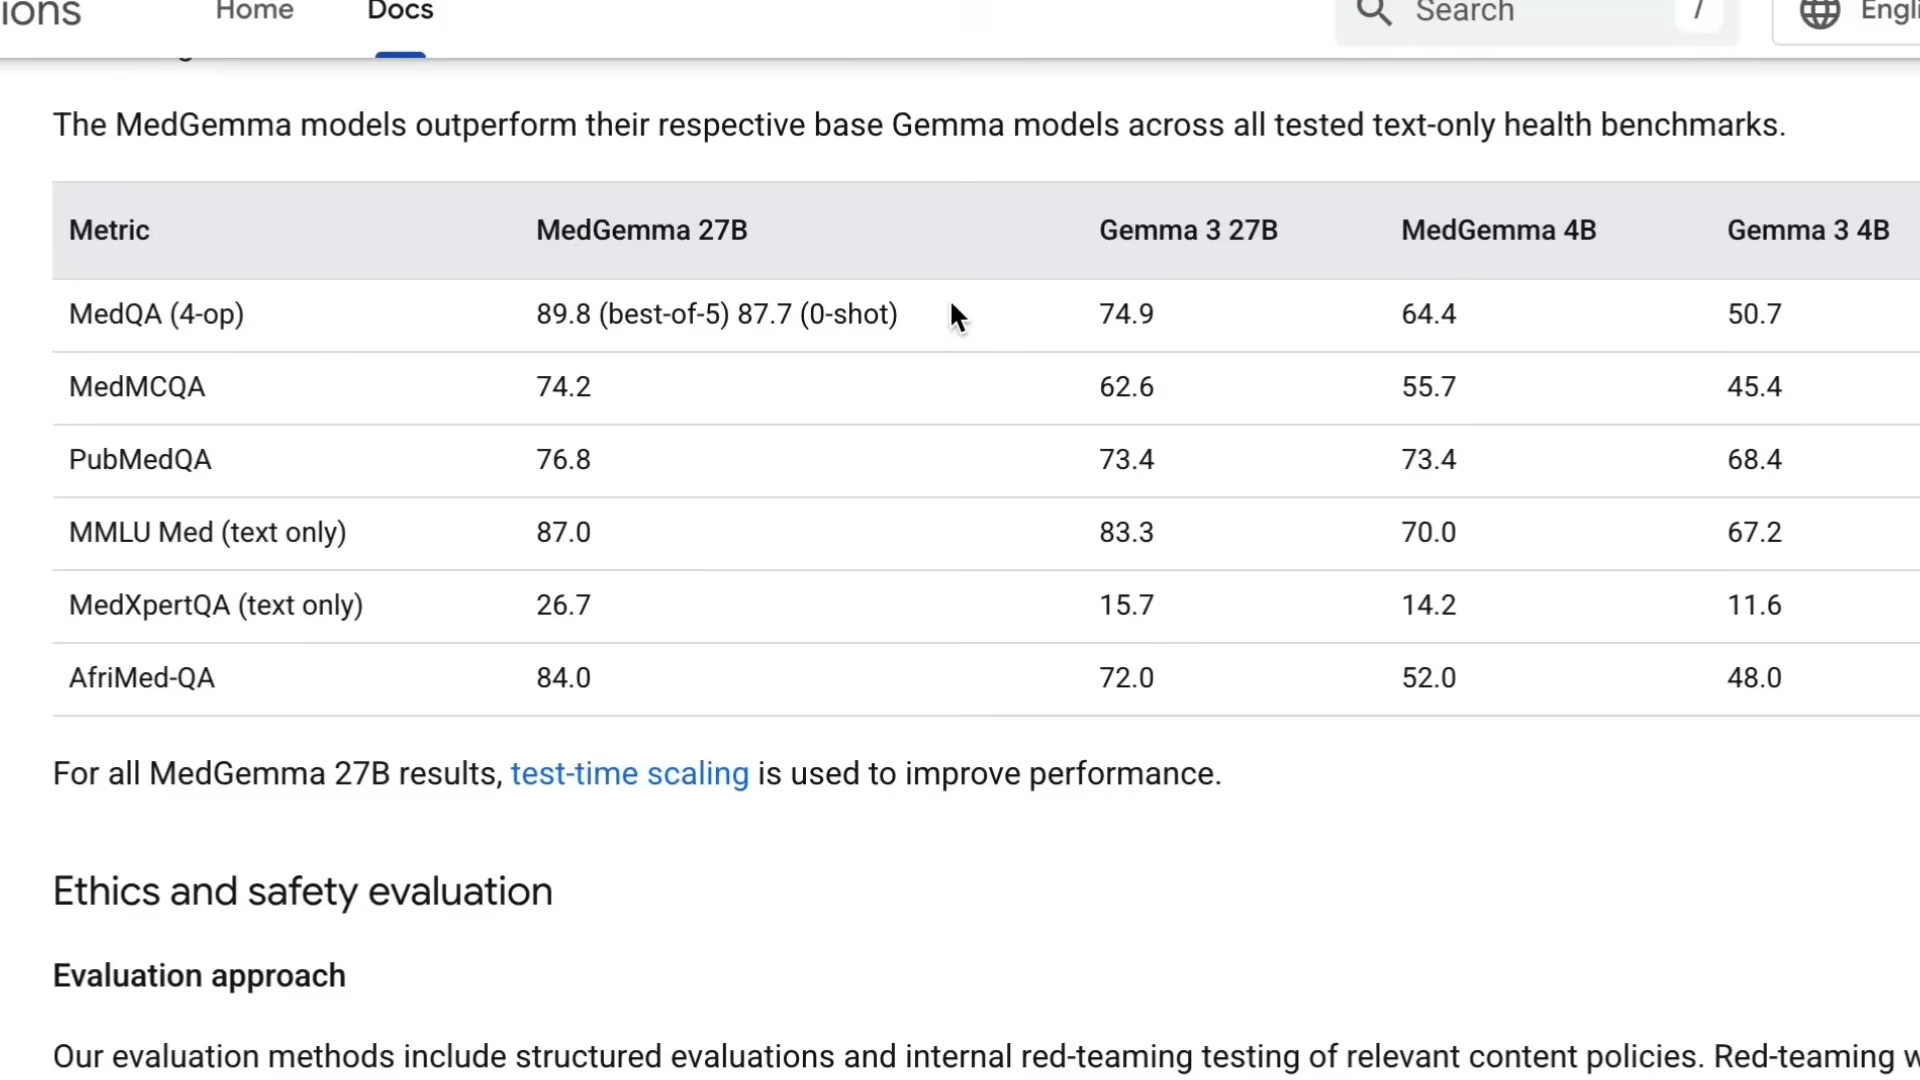 ions Home Docs Search / Engli
The MedGemma models outperform their respective base Gemma models across all tested text-only health benchmarks.
Metric MedGemma 27B Gemma 3 27B MedGemma 4B Gemma 3 4B
MedQA (4-op) 89.8 (best-of-5) 87.7 (0-shot) 74.9 64.4 50.7
MedMCQA 74.2 62.6 55.7 45.4
PubMedQA 76.8 73.4 73.4 68.4
MMLU Med (text only) 87.0 83.3 70.0 67.2
MedXpertQA (text only) 26.7 15.7 14.2 11.6
AfriMed-QA 84.0 72.0 52.0 48.0
For all MedGemma 27B results, test-time scaling is used to improve performance.
Ethics and safety evaluation
Evaluation approach
Our evaluation methods include structured evaluations and internal red-teaming testing of relevant content policies. Red-teaming w